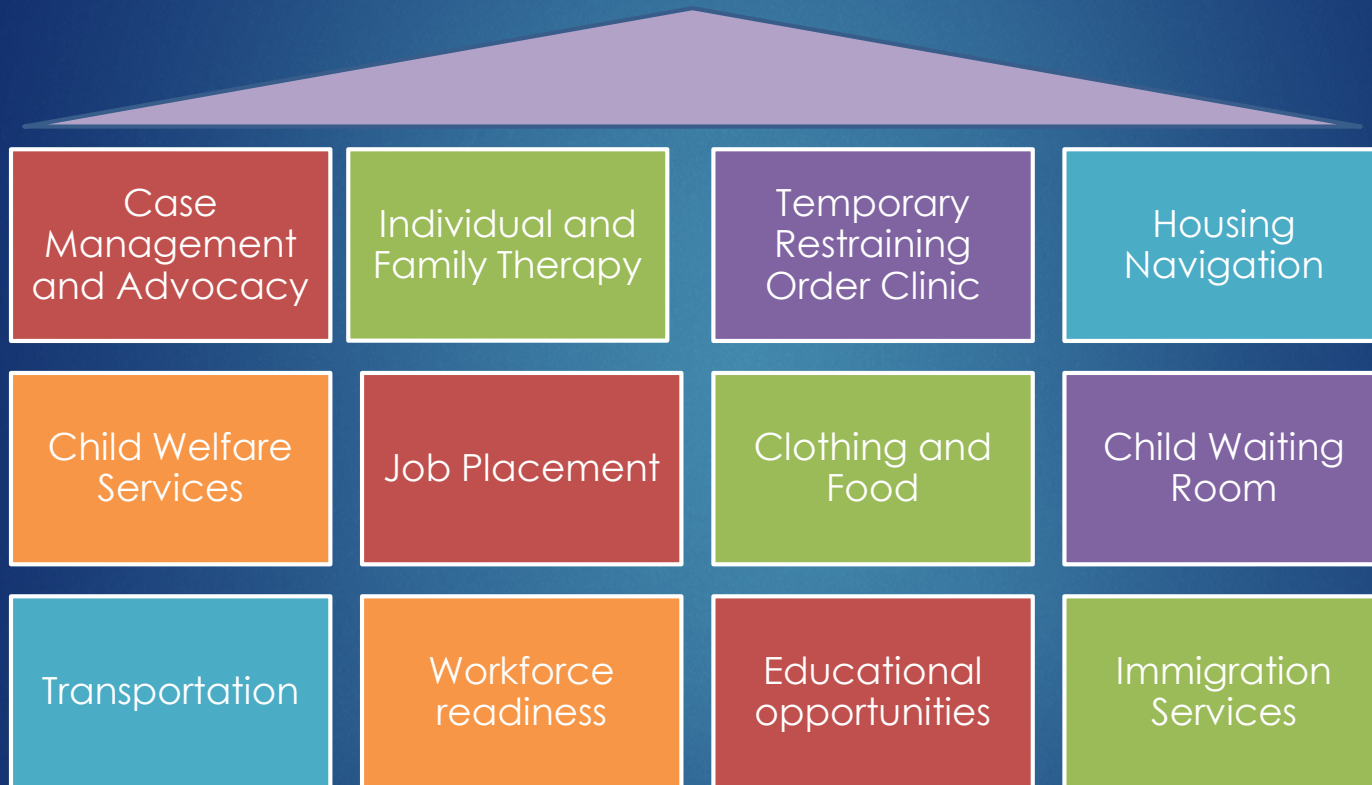 Case
Management
and Advocacy
Individual and
Family Therapy
Temporary
Restraining
Order Clinic
Housing
Navigation
Child Welfare
Services
Job Placement
Clothing and
Food
Child Waiting
Room
Transportation
Workforce
readiness
Educational
opportunities
Immigration
Services